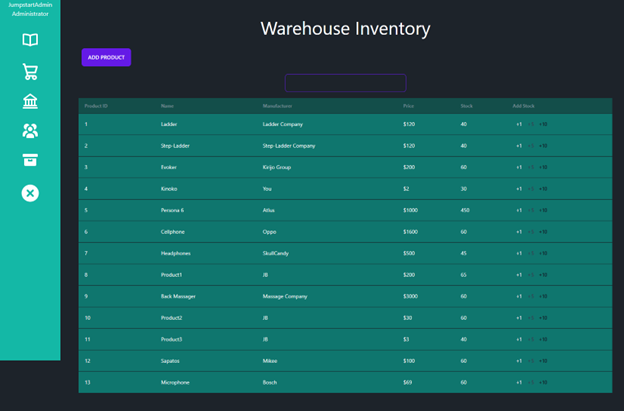 JumpstartAdmin
Administrator
Warehouse Inventory
ADD PRODUCT
Product ID Name Manufacturer Price Stock Add Stock
1 Ladder Ladder Company $120 40 +1 +10
2 Step-Ladder Step-Ladder Company $120 40 +1 +10
3 Evoker Kirijo Group $200 60 +1 +10
4 Kinoko You $2 30 +1 +10
5 Persona 6 Atlus $1000 450 +1 +10
6 Cellphone Oppo $1600 60 +1 +10
7 Headphones SkullCandy $500 45 +1 +10
8 Product1 JB $200 65 +1 +10
9 Back Massager Massage Company $3000 60 +1 +10
10 Product2 JB $30 60 +1 +10
11 Product3 JB $3 40 +1 +10
12 Sapatos Mikee $100 60 +1 +10
13 Microphone Bosch $69 60 +1 +10